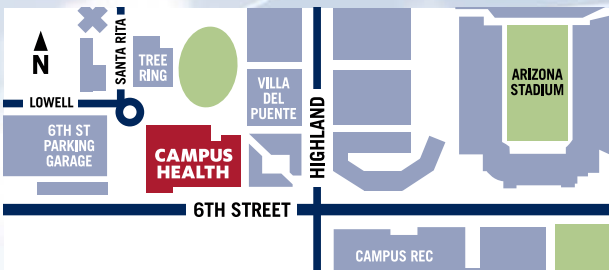 N
SANTA RITA
TREE
RING
LOWELL
6TH ST
PARKING
GARAGE
CAMPUS
HEALTH
VILLA
DEL
PUENTE
HIGHLAND
ARIZONA
STADIUM
6TH STREET
CAMPUS REC